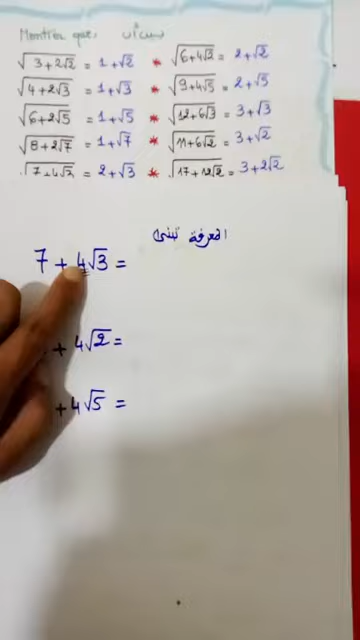 Montrer que: بين أن
√3+2√2 = 1+√2 * √6+4√2 = 2+√2
√4+2√3 = 1+√3 * √9+4√5 = 2+√5
√6+2√5 = 1+√5 * √12+6√3 = 3+√3
√8+2√7 = 1+√7 * √11+6√2 = 3+√2
√7+4√3 = 2+√3 * √17+12√2 = 3+2√2
المعرفة تبنى
7 + 4√3 =
+ 4√2 =
+ 4√5 =